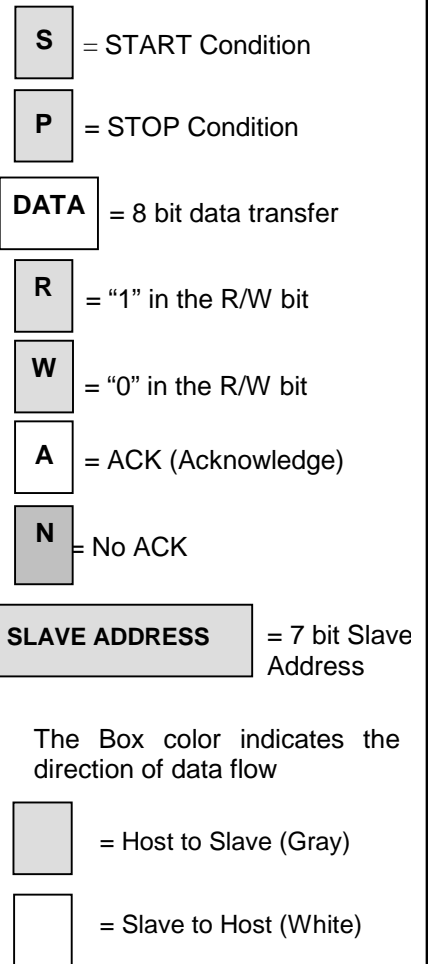 S = START Condition
P = STOP Condition
DATA = 8 bit data transfer
R = “1” in the R/W bit
W = “0” in the R/W bit
A = ACK (Acknowledge)
N = No ACK
SLAVE ADDRESS = 7 bit Slave
Address
The Box color indicates the
direction of data flow
= Host to Slave (Gray)
= Slave to Host (White)